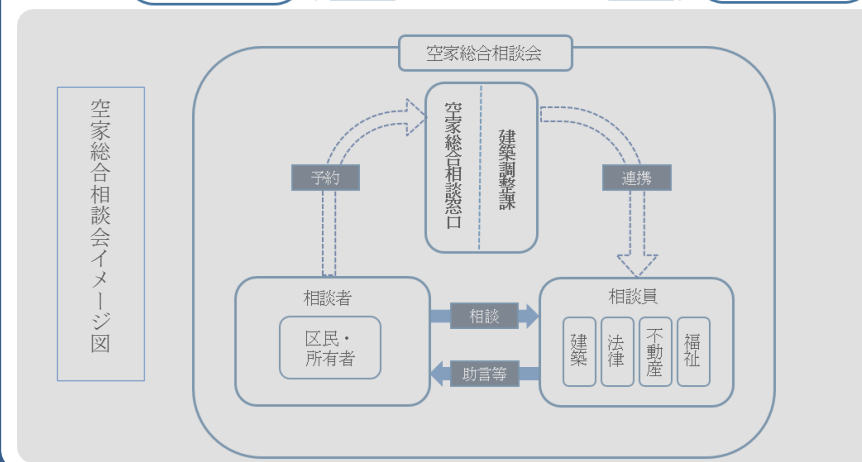 空家総合相談会
空家総合相談会イメージ図
空家総合相談窓口
建築調整課
予約
連携
相談者
区民・
所有者
相談
助言等
相談員
建築
法律
不動産
福祉